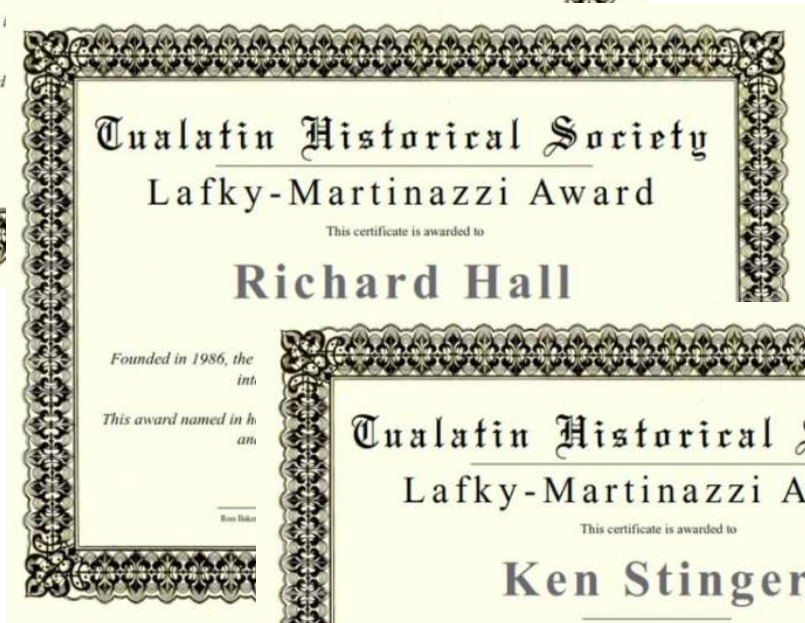 Tualatin Historical Society
Lafky-Martinazzi Award
This certificate is awarded to
Richard Hall
Founded in 1986, the
This award named in
Tualatin Historical
Lafky-Martinazzi A
This certificate is awarded to
Ken Stinger